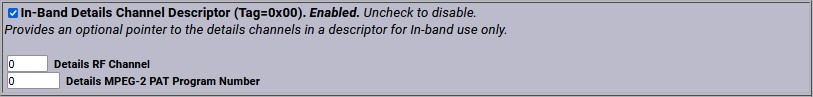 In-Band Details Channel Descriptor (Tag=0x00). Enabled. Uncheck to disable.
Provides an optional pointer to the details channels in a descriptor for In-band use only.
0 Details RF Channel
0 Details MPEG-2 PAT Program Number